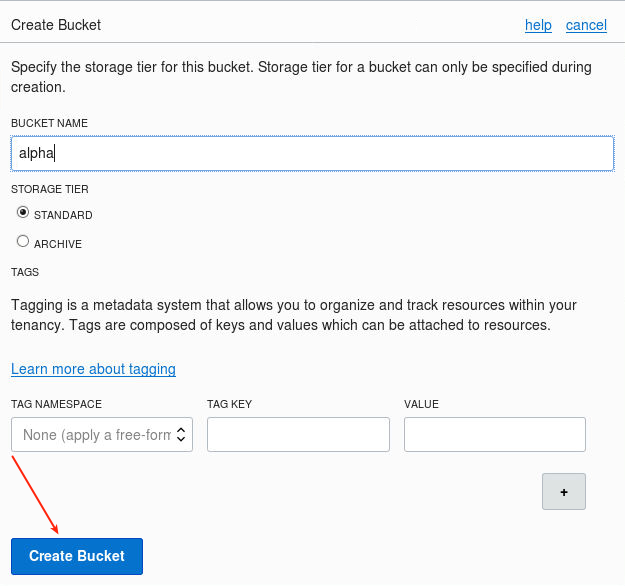 Create Bucket help cancel
Specify the storage tier for this bucket. Storage tier for a bucket can only be specified during
creation.
BUCKET NAME
alpha
STORAGE TIER
STANDARD
ARCHIVE
TAGS
Tagging is a metadata system that allows you to organize and track resources within your
tenancy. Tags are composed of keys and values which can be attached to resources.
Learn more about tagging
TAG NAMESPACE TAG KEY VALUE
None (apply a free-form
+
Create Bucket